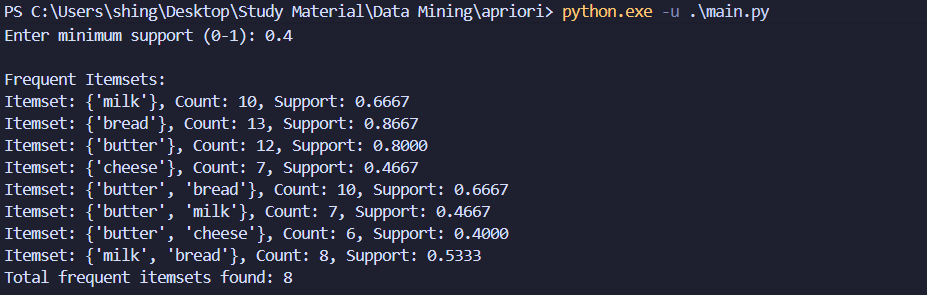 PS C:\Users\shing\Desktop\Study Material\Data Mining\apriori> python.exe -u .\main.py
Enter minimum support (0-1): 0.4
Frequent Itemsets:
Itemset: {'milk'}, Count: 10, Support: 0.6667
Itemset: {'bread'}, Count: 13, Support: 0.8667
Itemset: {'butter'}, Count: 12, Support: 0.8000
Itemset: {'cheese'}, Count: 7, Support: 0.4667
Itemset: {'butter', 'bread'}, Count: 10, Support: 0.6667
Itemset: {'butter', 'milk'}, Count: 7, Support: 0.4667
Itemset: {'butter', 'cheese'}, Count: 6, Support: 0.4000
Itemset: {'milk', 'bread'}, Count: 8, Support: 0.5333
Total frequent itemsets found: 8